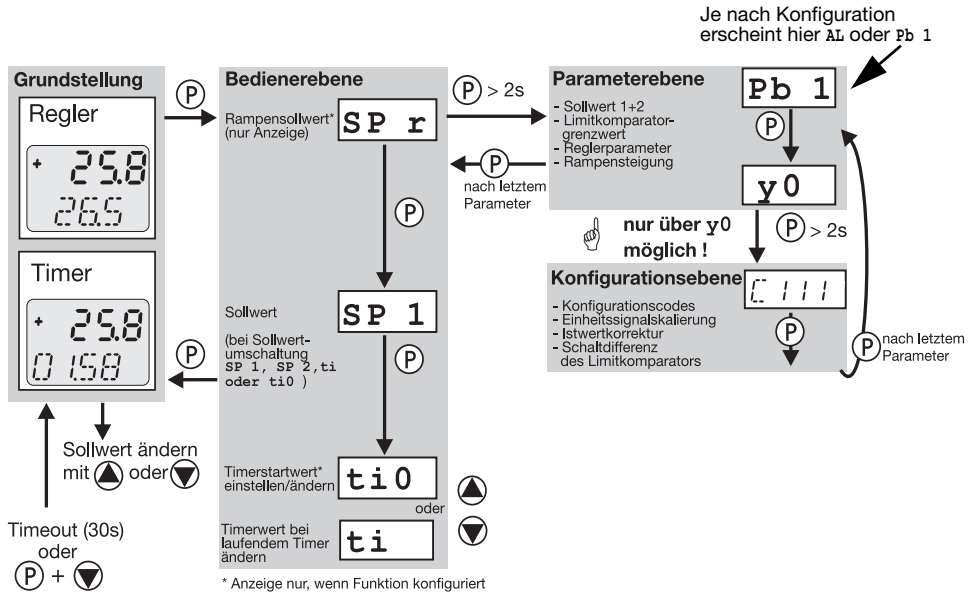 Je nach Konfiguration
erscheint hier AL oder Pb 1
Grundstellung
Regler
+ 25.8
26.5
Timer
+ 25.8
01.58
Sollwert ändern
mit oder
Timeout (30s)
oder
P +
P
Bedienerebene
Rampensollwert*
(nur Anzeige)
SP r
P
Sollwert
(bei Sollwert-
umschaltung
SP 1, SP 2,ti
oder ti0 )
SP 1
P
P
Timerstartwert*
einstellen/ändern
ti0
oder
Timerwert bei
laufendem Timer
ändern
ti
* Anzeige nur, wenn Funktion konfiguriert
P > 2s
P
nach letztem
Parameter
Parameterebene
- Sollwert 1+2
- Limitkomparator-
grenzwert
- Reglerparameter
- Rampensteigung
Pb 1
P
y0
nur über y0
möglich !
P > 2s
Konfigurationsebene
- Konfigurationscodes
- Einheitssignalskalierung
Istwertkorrektur
- Schaltdifferenz
des Limitkomparators
C111
P
P nach letztem
Parameter